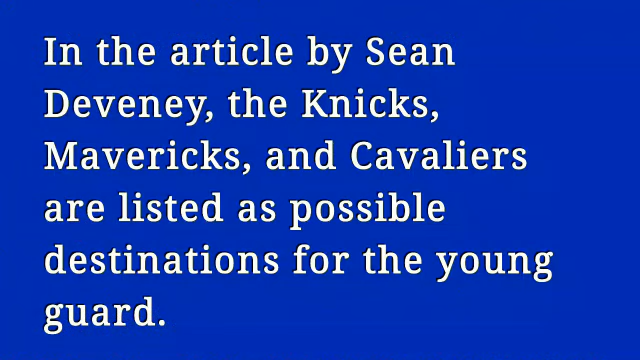 In the article by Sean
Deveney, the Knicks,
Mavericks, and Cavaliers
are listed as possible
destinations for the young
guard.